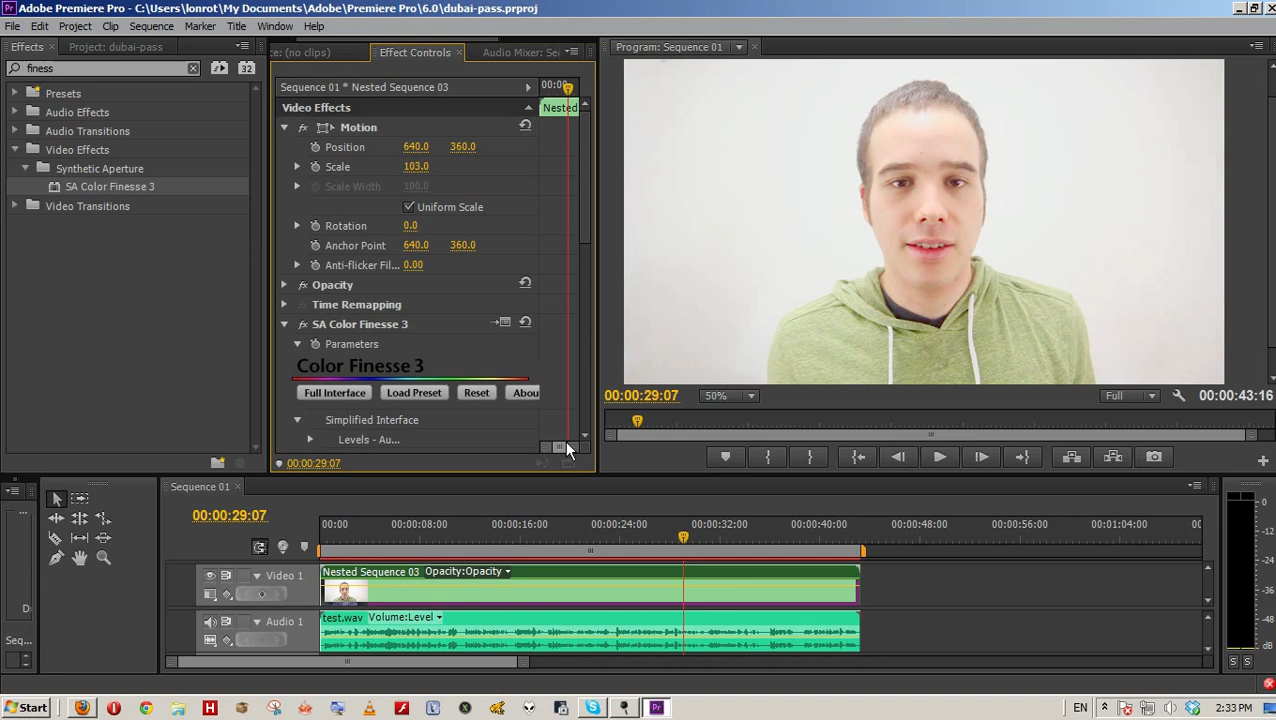 Adobe Premiere Pro - C:\Users\lonrot\My Documents\Adobe\Premiere Pro\6.0\dubai-pass.prproj
File Edit Project Clip Sequence Marker Title Window Help
Effects Project: dubai-pass
finess
32
Presets
Audio Effects
Audio Transitions
Video Effects
Synthetic Aperture
SA Color Finesse 3
Video Transitions
ce: (no clips) Effect Controls Audio Mixer: Se
Sequence 01 * Nested Sequence 03
00:00
Video Effects
Nested
fx Motion
Position 640.0 360.0
Scale 103.0
Scale Width 100.0
Uniform Scale
Rotation 0.0
Anchor Point 640.0 360.0
Anti-flicker Fil... 0.00
Opacity
Time Remapping
fx SA Color Finesse 3
Parameters
Color Finesse 3
Full Interface Load Preset Reset Abou
Simplified Interface
Levels - Au...
00:00:29:07
Program: Sequence 01
00:00:29:07 50% Full 00:00:43:16
...
D
Seq...
Sequence 01
00:00:29:07
00:00 00:00:08:00 00:00:16:00 00:00:24:00 00:00:32:00 00:00:40:00 00:00:48:00 00:00:56:00 00:01:04:00 00:
Video 1
Nested Sequence 03 Opacity:Opacity
Audio 1
test.wav Volume:Level
0
S S
Start
EN 2:33 PM